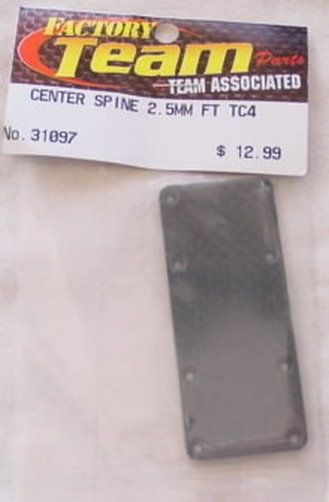 FACTORY
Team Parts
TEAM ASSOCIATED
CENTER SPINE 2.5MM FT TC4
No. 31097
$ 12.99